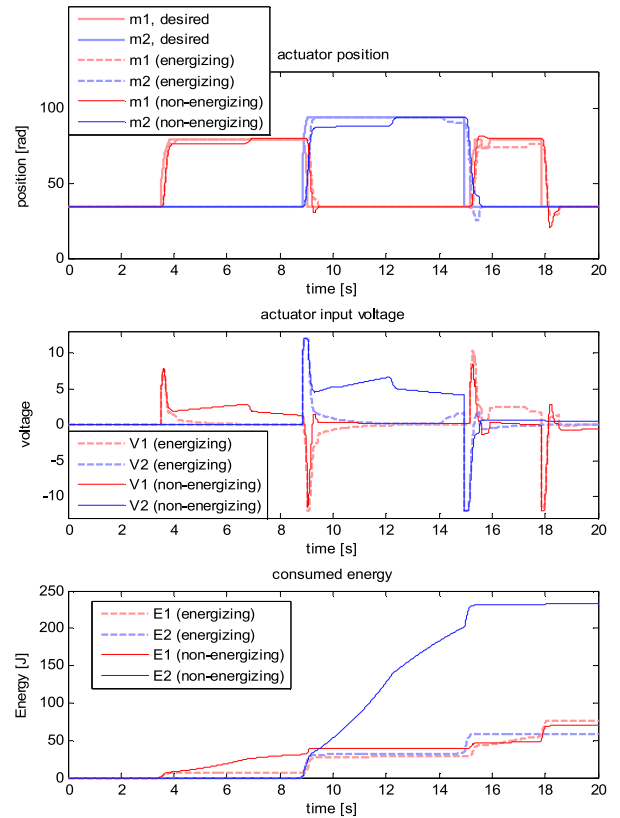 m1, desired
m2, desired
m1 (energizing)
m2 (energizing)
m1 (non-energizing)
m2 (non-energizing)
actuator position
100
50
0
position [rad]
0 2 4 6 8 10 12 14 16 18 20
time [s]
actuator input voltage
10
5
0
-5
-10
voltage
V1 (energizing)
V2 (energizing)
V1 (non-energizing)
V2 (non-energizing)
0 2 4 6 8 10 12 14 16 18 20
time [s]
consumed energy
250
200
150
100
50
0
Energy [J]
E1 (energizing)
E2 (energizing)
E1 (non-energizing)
E2 (non-energizing)
0 2 4 6 8 10 12 14 16 18 20
time [s]